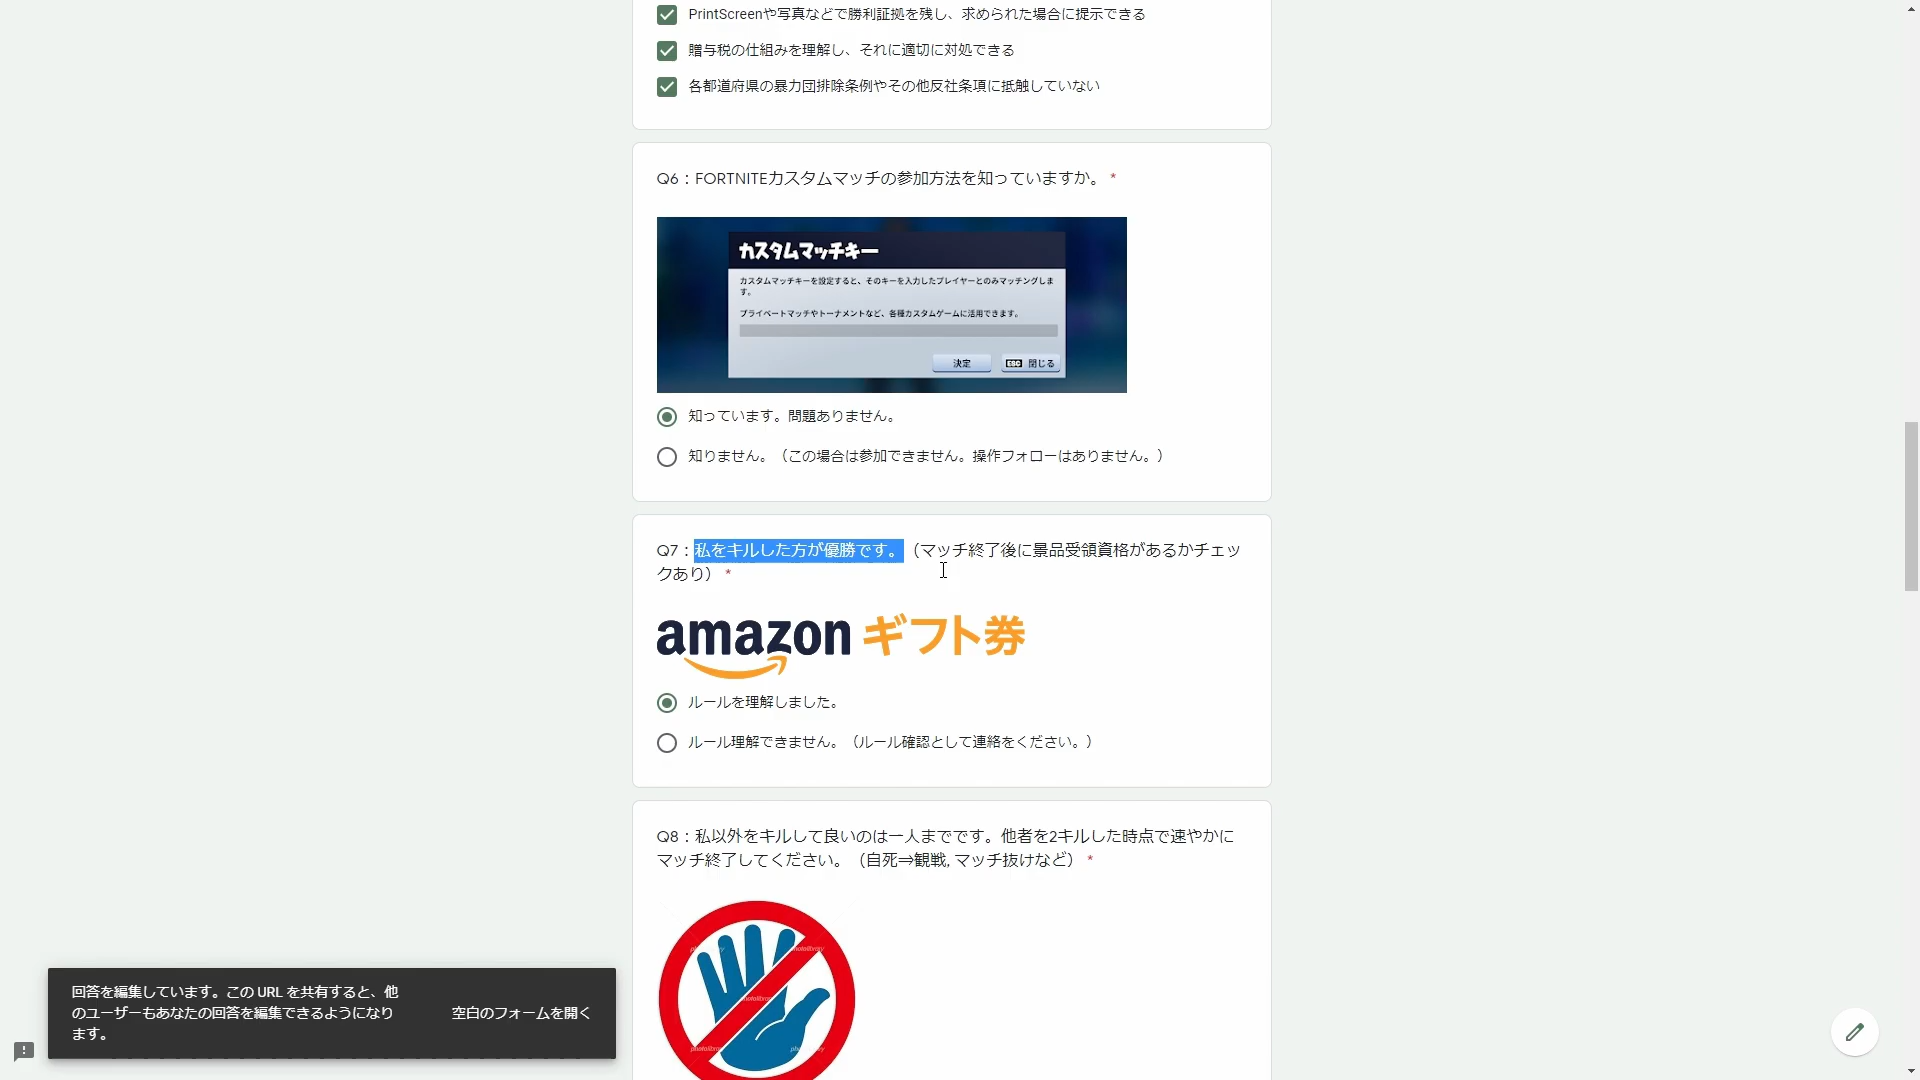 PrintScreenや写真などで勝利証拠を残し、求められた場合に提示できる
贈与税の仕組みを理解し、それに適切に対処できる
各都道府県の暴力団排除条例やその他反社条項に抵触していない
Q6：FORTNITEカスタムマッチの参加方法を知っていますか。 *
カスタムマッチキー
カスタムマッチキーを設定すると、そのキーを入力したプレイヤーとのみマッチングしま
す。
プライベートマッチやトーナメントなど、各種カスタムゲームに活用できます。
決定
ESC 閉じる
知っています。問題ありません。
知りません。（この場合は参加できません。操作フォローはありません。）
Q7：私をキルした方が優勝です。（マッチ終了後に景品受領資格があるかチェッ
クあり） *
amazon ギフト券
ルールを理解しました。
ルール理解できません。（ルール確認として連絡をください。）
Q8：私以外をキルして良いのは一人までです。他者を2キルした時点で速やかに
マッチ終了してください。（自死⇒観戦, マッチ抜けなど） *
photolibrary
回答を編集しています。この URL を共有すると、他
のユーザーもあなたの回答を編集できるようになり
ます。
空白のフォームを開く